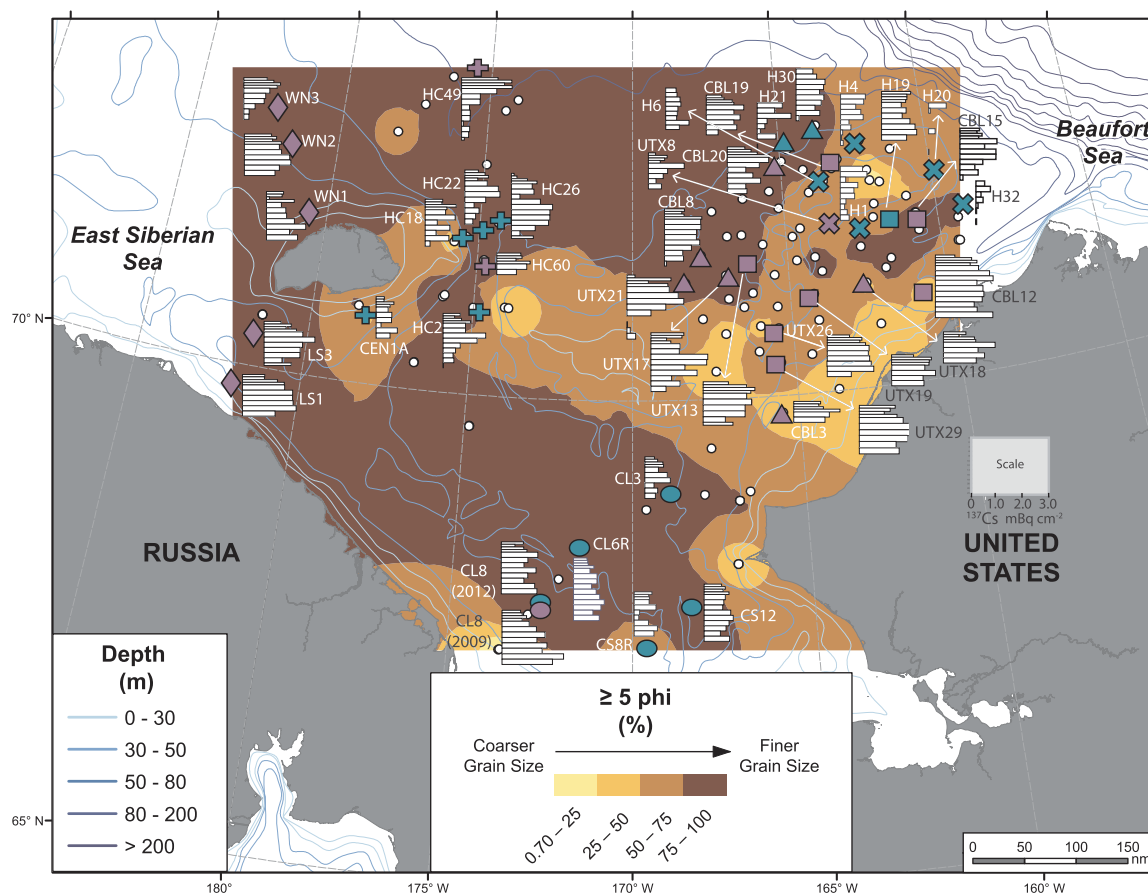 WN3
WN2
WN1
East Siberian
Sea
HC49
HC22
HC26
HC18
HC60
CEN1A
HC2
LS3
LS1
H6
CBL19
H21
H30
H4
H19
H20
CBL15
Beaufort
Sea
UTX8
CBL20
CBL8
H1
H32
UTX21
CBL12
UTX17
UTX26
UTX18
UTX13
UTX19
CBL3
UTX29
CL3
Scale
0
1.0
2.0
3.0
137Cs mBq cm-2
RUSSIA
UNITED
STATES
CL6R
CL8
(2012)
CL8
(2009)
CS8R
CS12
70° N
65° N
Depth
(m)
0 - 30
30 - 50
50 - 80
80 - 200
> 200
≥ 5 phi
(%)
Coarser
Grain Size
Finer
Grain Size
0.70 – 25
25 – 50
50 – 75
75 – 100
0 50 100 150
nm
180° 175° W 170° W 165° W 160° W